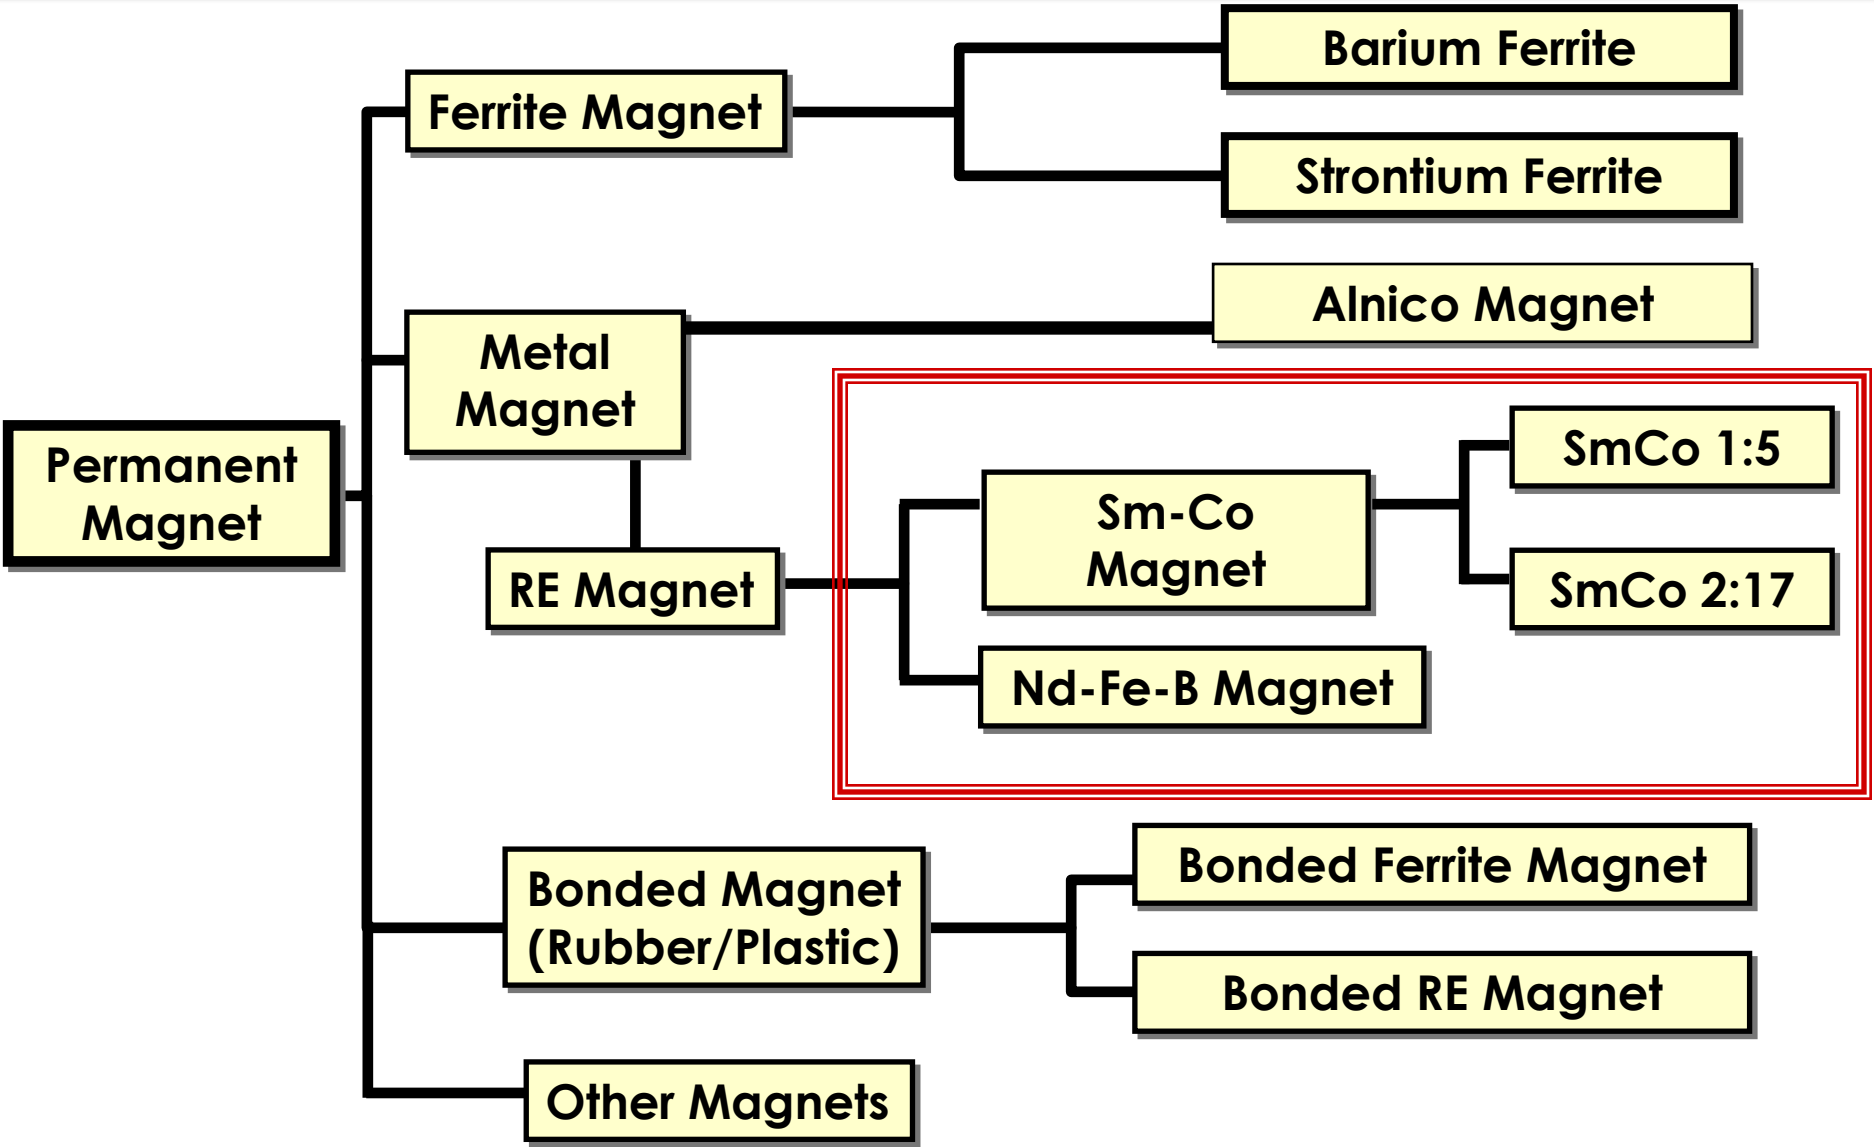 Barium Ferrite
Ferrite Magnet
Strontium Ferrite
Alnico Magnet
Metal
Magnet
Permanent
Magnet
SmCo 1:5
Sm-Co
Magnet
RE Magnet
SmCo 2:17
Nd-Fe-B Magnet
Bonded Ferrite Magnet
Bonded Magnet
(Rubber/Plastic)
Bonded RE Magnet
Other Magnets